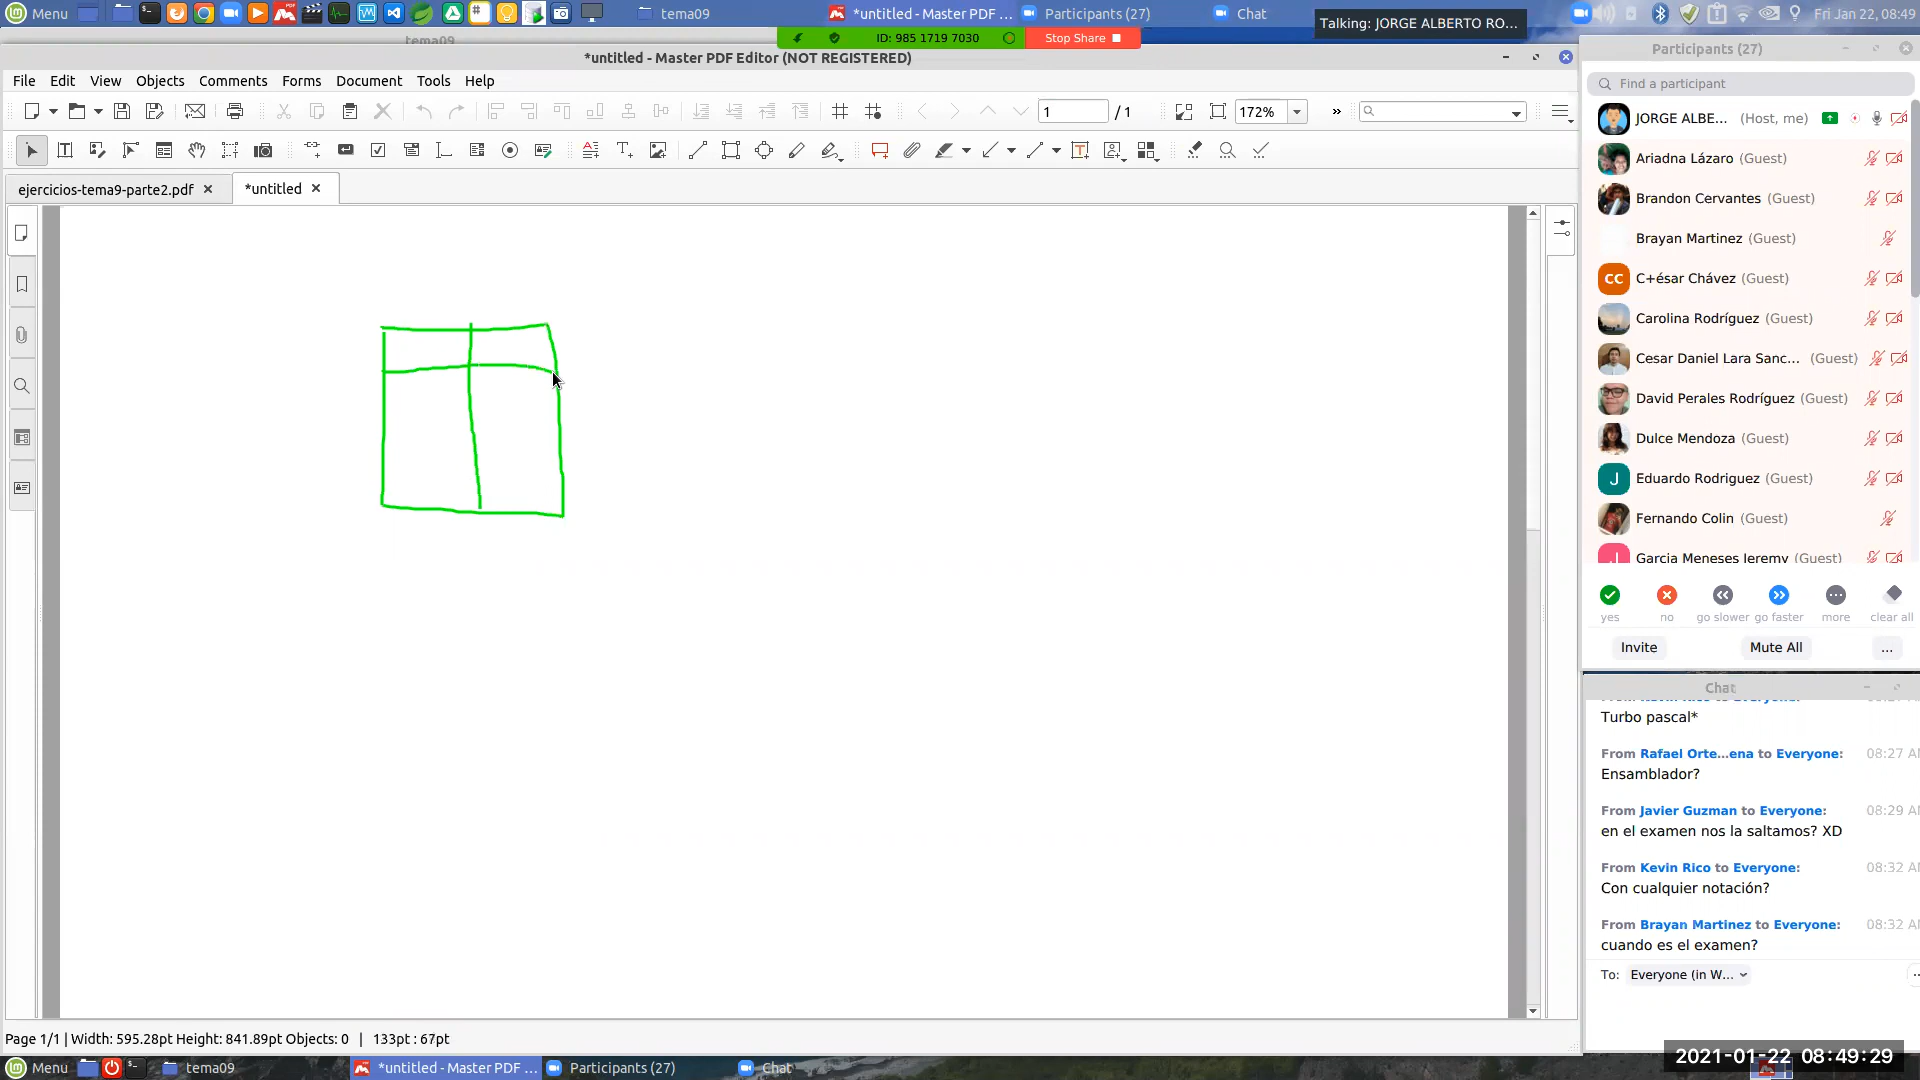 Menu
tema09
*untitled - Master PDF ...
Participants (27)
Chat
Talking: JORGE ALBERTO RO...
Fri Jan 22, 08:49
tema09
ID: 985 1719 7030
Stop Share
*untitled - Master PDF Editor (NOT REGISTERED)
File Edit View Objects Comments Forms Document Tools Help
1 / 1
172%
»
ejercicios-tema9-parte2.pdf
*untitled
Page 1/1 | Width: 595.28pt Height: 841.89pt Objects: 0 | 133pt : 67pt
Participants (27)
Find a participant
JORGE ALBE... (Host, me)
Ariadna Lázaro (Guest)
Brandon Cervantes (Guest)
Brayan Martinez (Guest)
CC C+ésar Chávez (Guest)
Carolina Rodríguez (Guest)
Cesar Daniel Lara Sanc... (Guest)
David Perales Rodríguez (Guest)
Dulce Mendoza (Guest)
J Eduardo Rodriguez (Guest)
Fernando Colin (Guest)
Garcia Meneses Jeremy (Guest)
yes no go slower go faster more clear all
Invite Mute All ...
Chat
Turbo pascal*
From Rafael Orte...ena to Everyone: 08:27 A
Ensamblador?
From Javier Guzman to Everyone: 08:29 A
en el examen nos la saltamos? XD
From Kevin Rico to Everyone: 08:32 A
Con cualquier notación?
From Brayan Martinez to Everyone: 08:32 A
cuando es el examen?
To: Everyone (in W...
2021-01-22 08:49:29
Menu
tema09
*untitled - Master PDF ...
Participants (27)
Chat